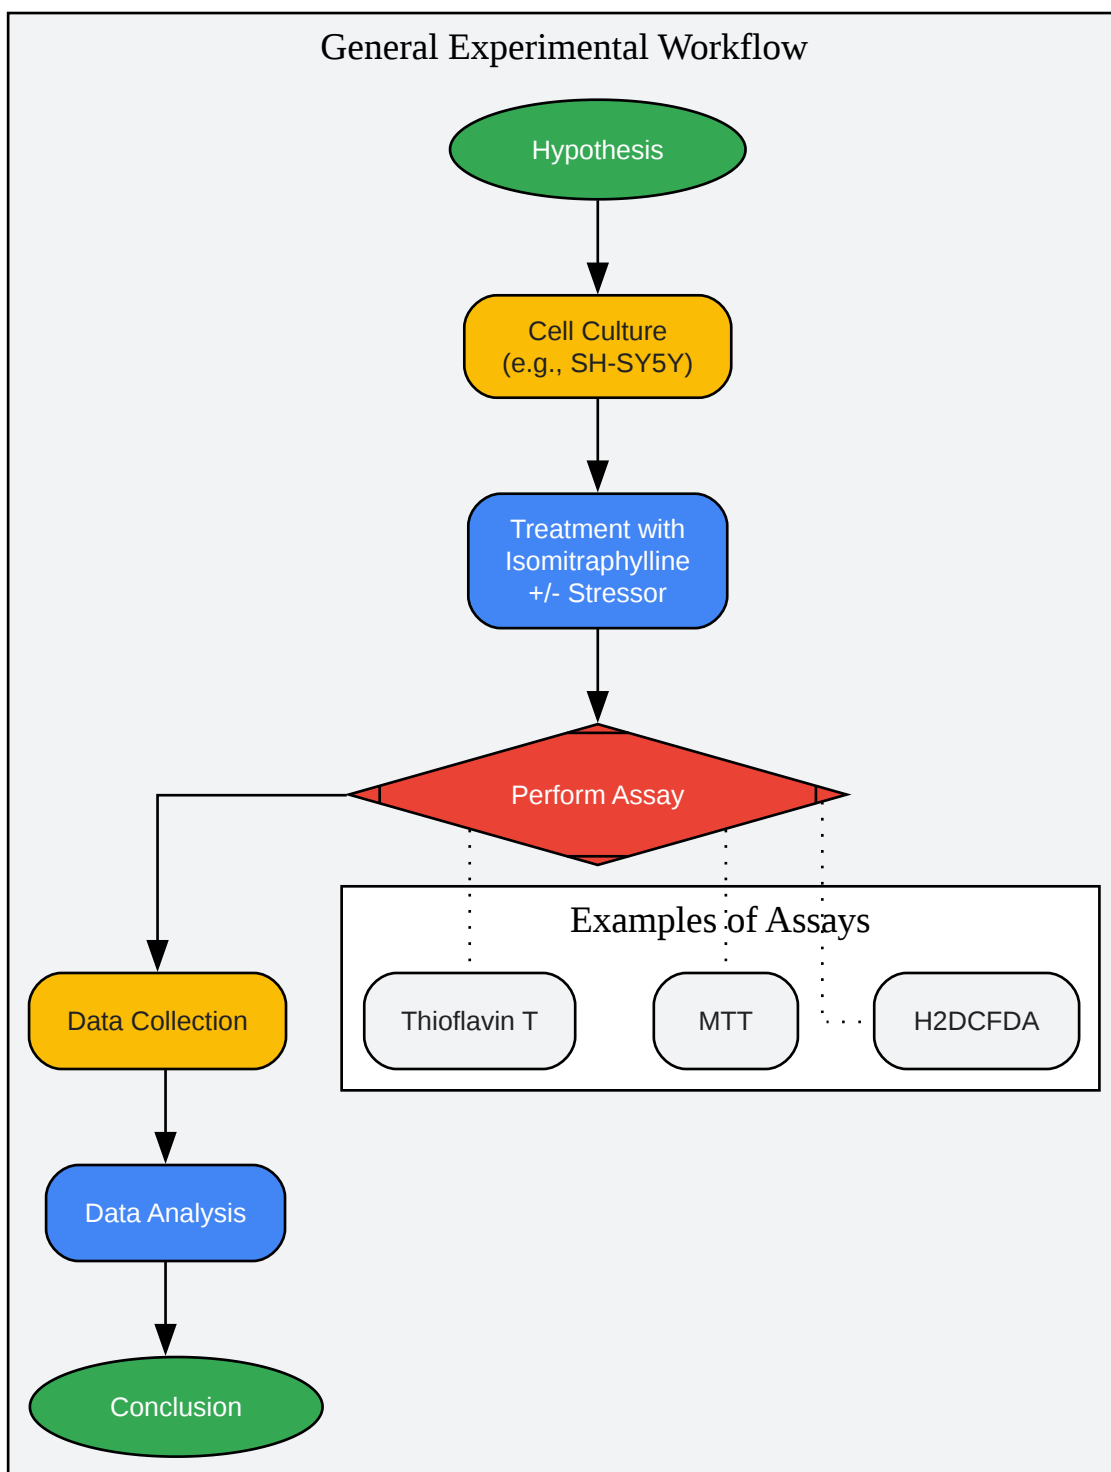 General Experimental Workflow
Hypothesis
Cell Culture
(e.g., SH-SY5Y)
Treatment with
Isomitraphylline
+/- Stressor
Perform Assay
Examples of Assays
Thioflavin T
MTT
H2DCFDA
Data Collection
Data Analysis
Conclusion